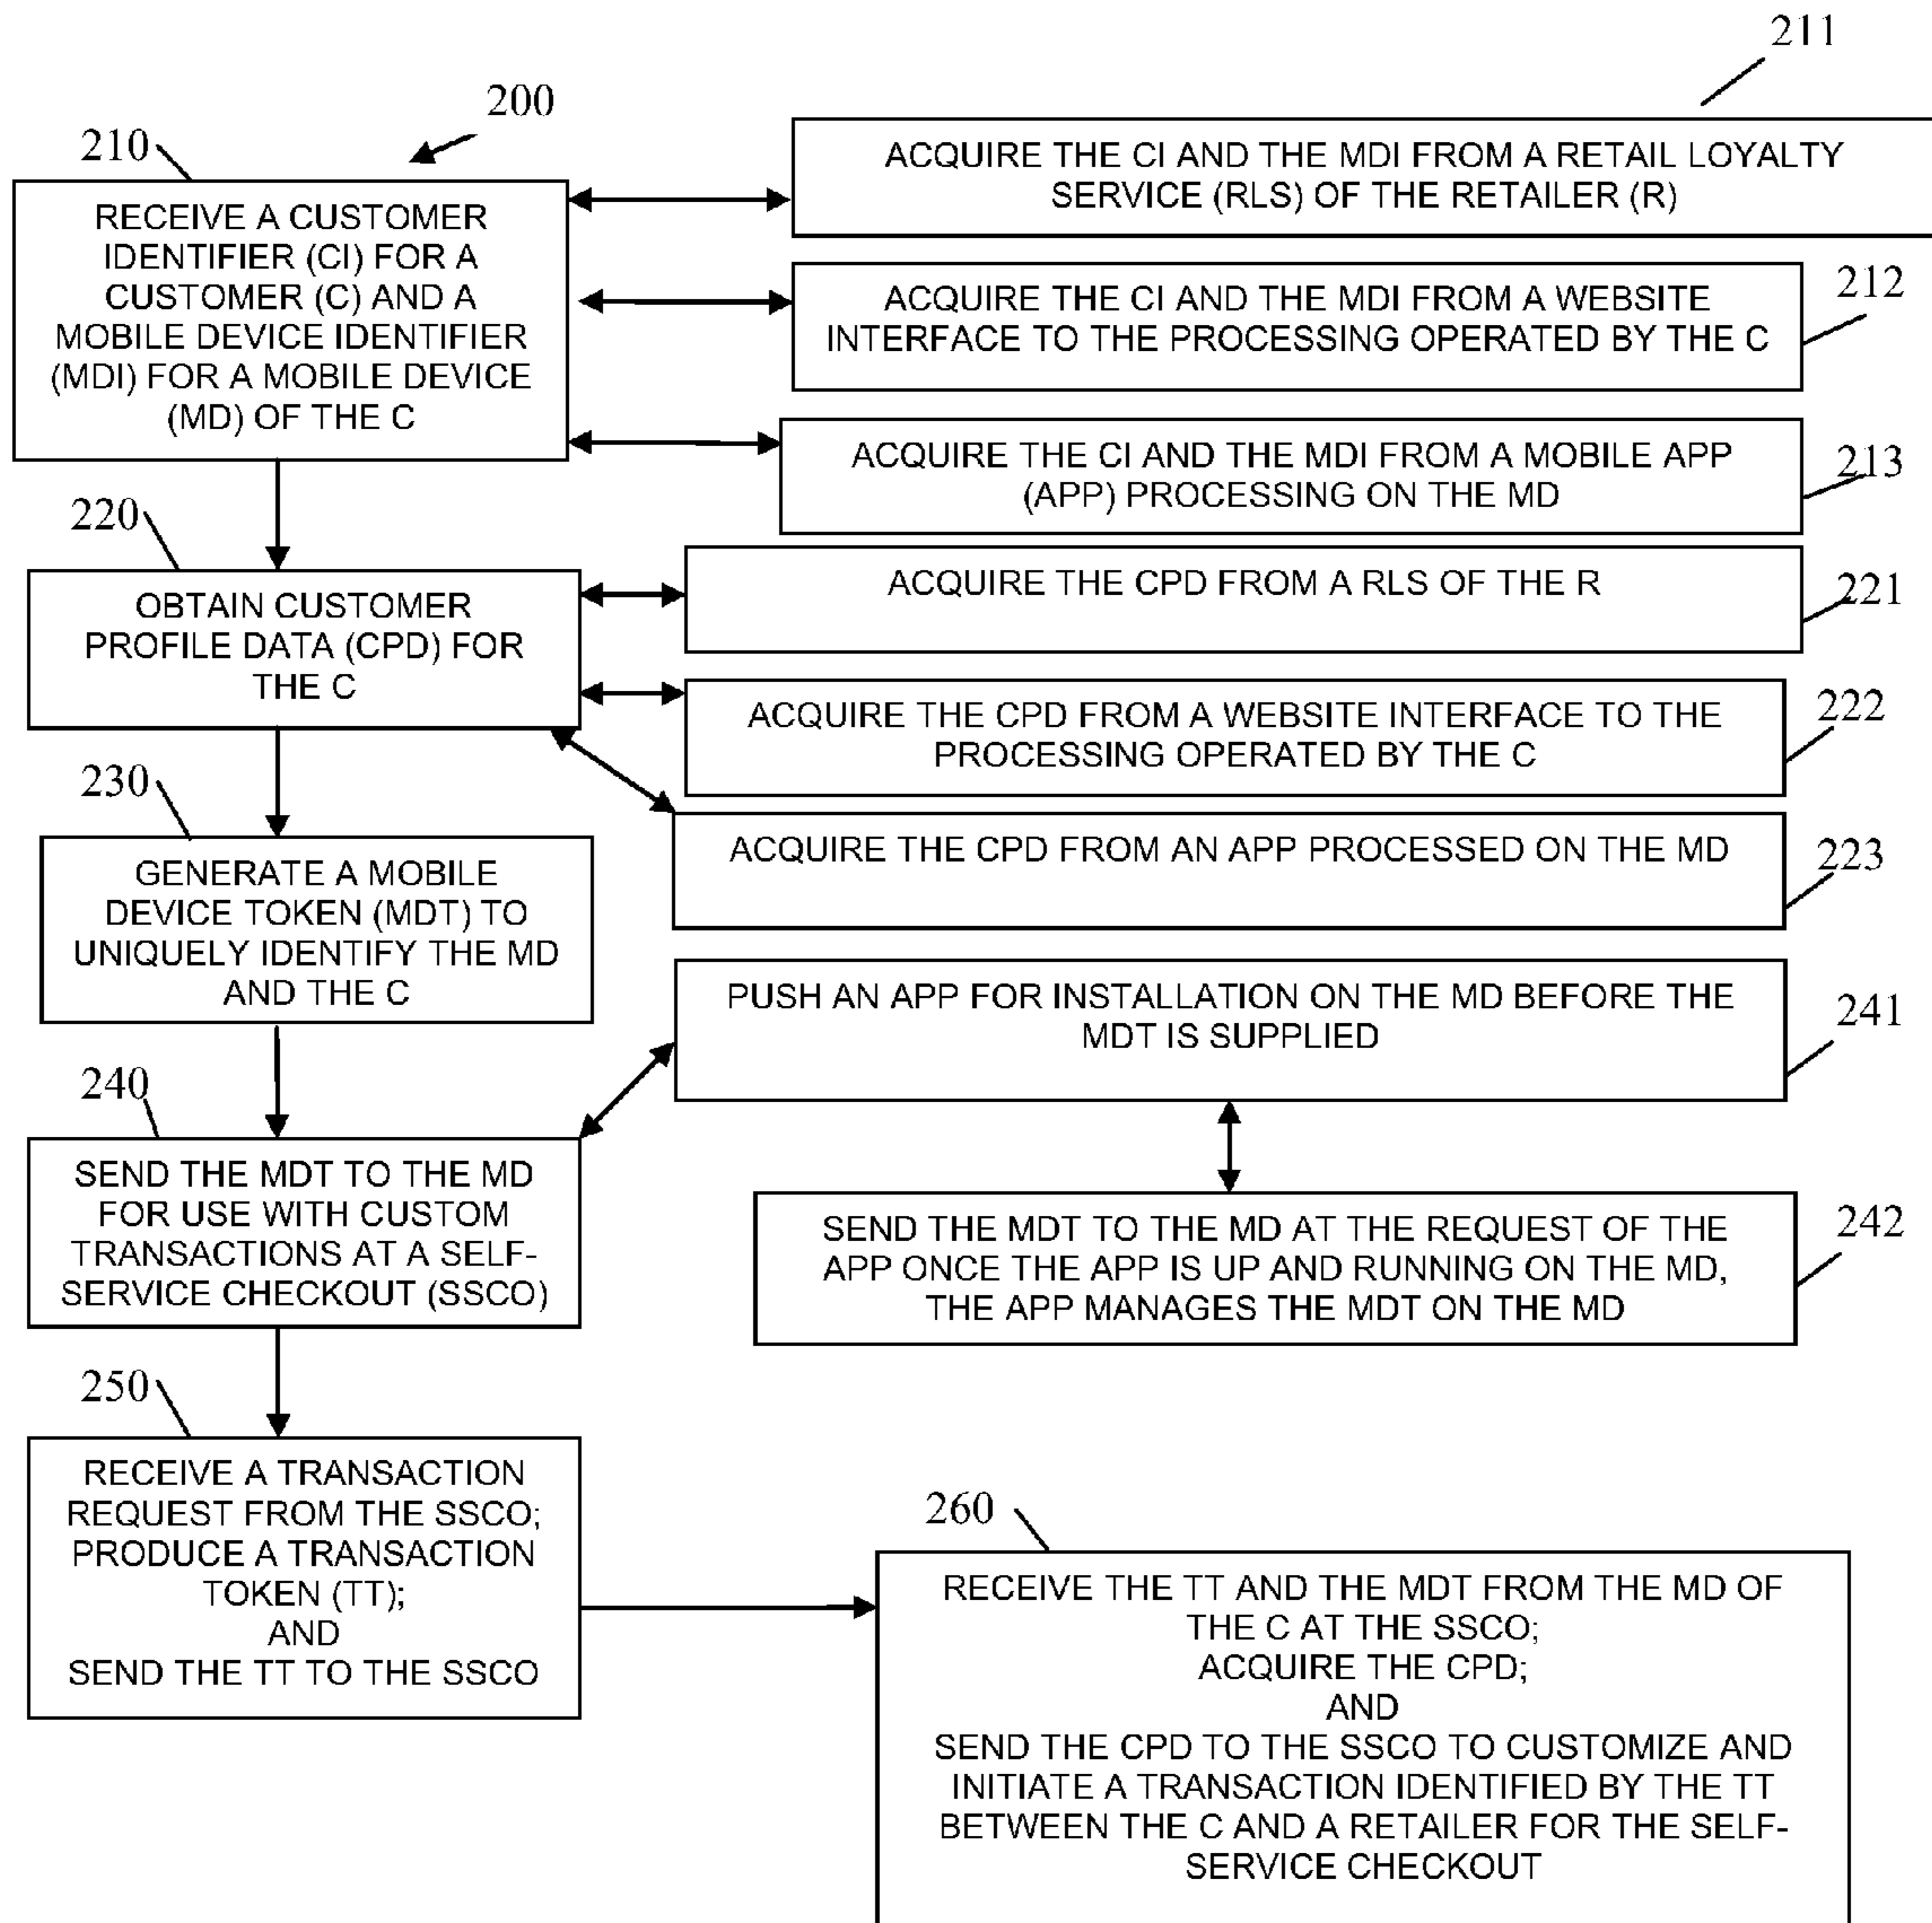 211
200
210
ACQUIRE THE CI AND THE MDI FROM A RETAIL LOYALTY
SERVICE (RLS) OF THE RETAILER (R)
RECEIVE A CUSTOMER
IDENTIFIER (CI) FOR A
CUSTOMER (C) AND A
MOBILE DEVICE IDENTIFIER
(MDI) FOR A MOBILE DEVICE
(MD) OF THE C
212
ACQUIRE THE CI AND THE MDI FROM A WEBSITE
INTERFACE TO THE PROCESSING OPERATED BY THE C
213
ACQUIRE THE CI AND THE MDI FROM A MOBILE APP
(APP) PROCESSING ON THE MD
220
OBTAIN CUSTOMER
PROFILE DATA (CPD) FOR
THE C
ACQUIRE THE CPD FROM A RLS OF THE R
221
ACQUIRE THE CPD FROM A WEBSITE INTERFACE TO THE
PROCESSING OPERATED BY THE C
222
230
ACQUIRE THE CPD FROM AN APP PROCESSED ON THE MD
223
GENERATE A MOBILE
DEVICE TOKEN (MDT) TO
UNIQUELY IDENTIFY THE MD
AND THE C
PUSH AN APP FOR INSTALLATION ON THE MD BEFORE THE
MDT IS SUPPLIED
241
240
SEND THE MDT TO THE MD
FOR USE WITH CUSTOM
TRANSACTIONS AT A SELF-
SERVICE CHECKOUT (SSCO)
SEND THE MDT TO THE MD AT THE REQUEST OF THE
APP ONCE THE APP IS UP AND RUNNING ON THE MD,
THE APP MANAGES THE MDT ON THE MD
242
250
RECEIVE A TRANSACTION
REQUEST FROM THE SSCO;
PRODUCE A TRANSACTION
TOKEN (TT);
AND
SEND THE TT TO THE SSCO
260
RECEIVE THE TT AND THE MDT FROM THE MD OF
THE C AT THE SSCO;
ACQUIRE THE CPD;
AND
SEND THE CPD TO THE SSCO TO CUSTOMIZE AND
INITIATE A TRANSACTION IDENTIFIED BY THE TT
BETWEEN THE C AND A RETAILER FOR THE SELF-
SERVICE CHECKOUT